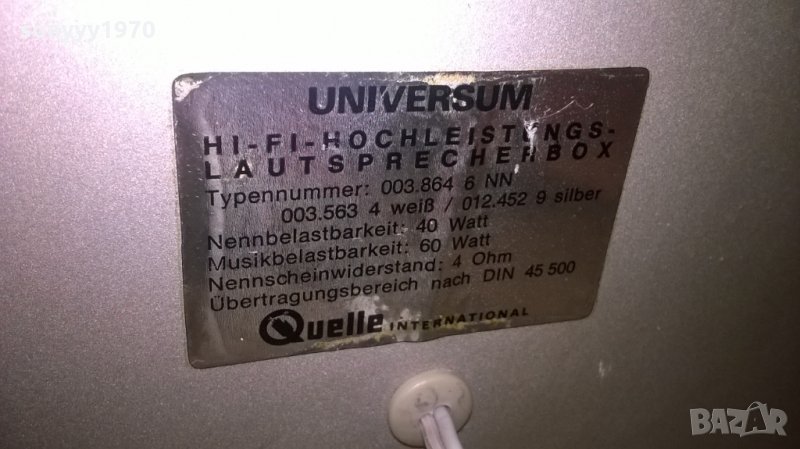 UNIVERSUM
HI-FI-HOCHLEISTUNGS-
LAUTSPRECHERBOX
Typennummer: 003.864 6 NN
003.563 4 weiß / 012.452 9 silber
Nennbelastbarkeit: 40 Watt
Musikbelastbarkeit: 60 Watt
Nennscheinwiderstand: 4 Ohm
Übertragungsbereich nach DIN 45 500
Quelle INTERNATIONAL
BAZAR